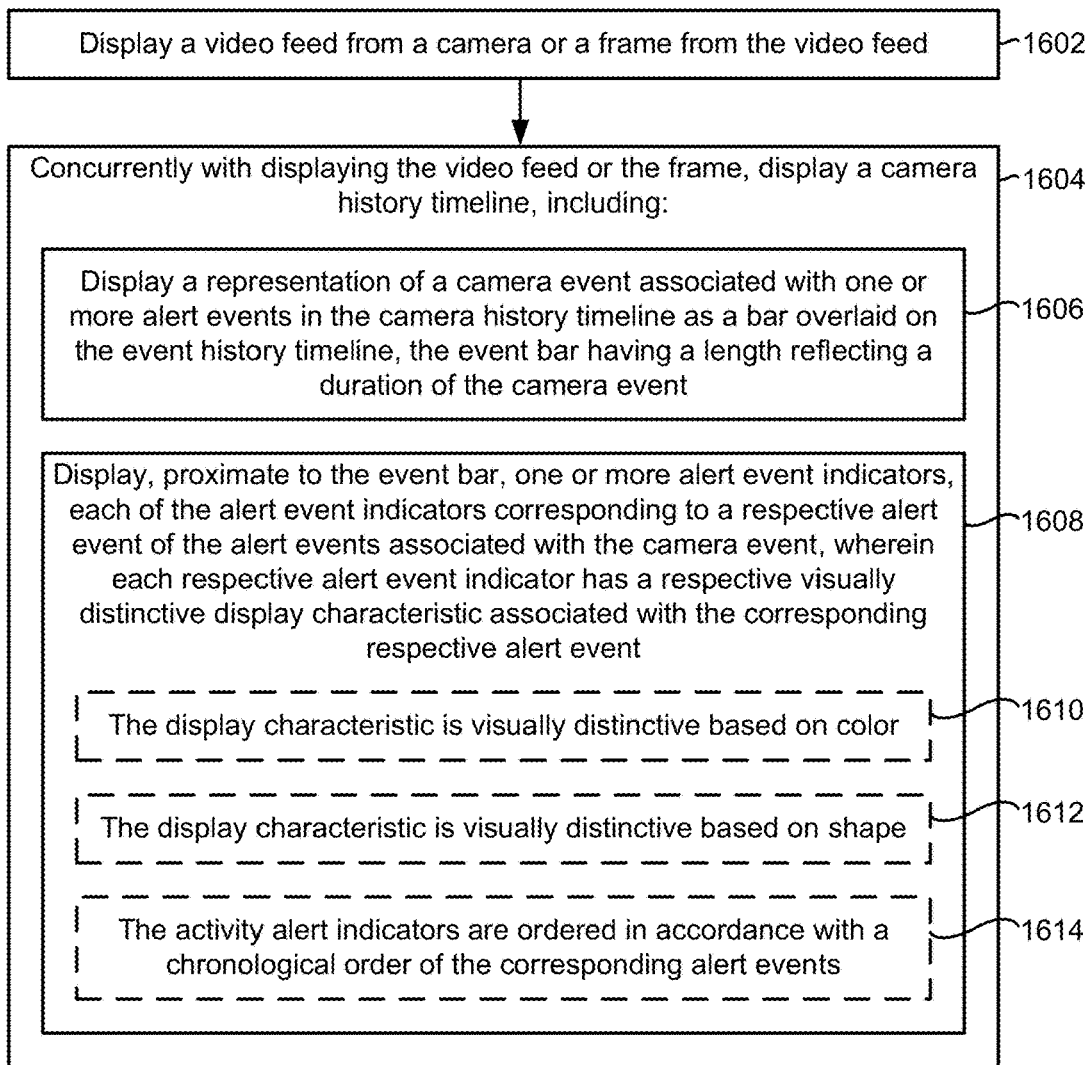 Display a video feed from a camera or a frame from the video feed
1602
Concurrently with displaying the video feed or the frame, display a camera
history timeline, including:
1604
Display a representation of a camera event associated with one or
more alert events in the camera history timeline as a bar overlaid on
the event history timeline, the event bar having a length reflecting a
duration of the camera event
1606
Display, proximate to the event bar, one or more alert event indicators,
each of the alert event indicators corresponding to a respective alert
event of the alert events associated with the camera event, wherein
each respective alert event indicator has a respective visually
distinctive display characteristic associated with the corresponding
respective alert event
1608
The display characteristic is visually distinctive based on color
1610
The display characteristic is visually distinctive based on shape
1612
The activity alert indicators are ordered in accordance with a
chronological order of the corresponding alert events
1614